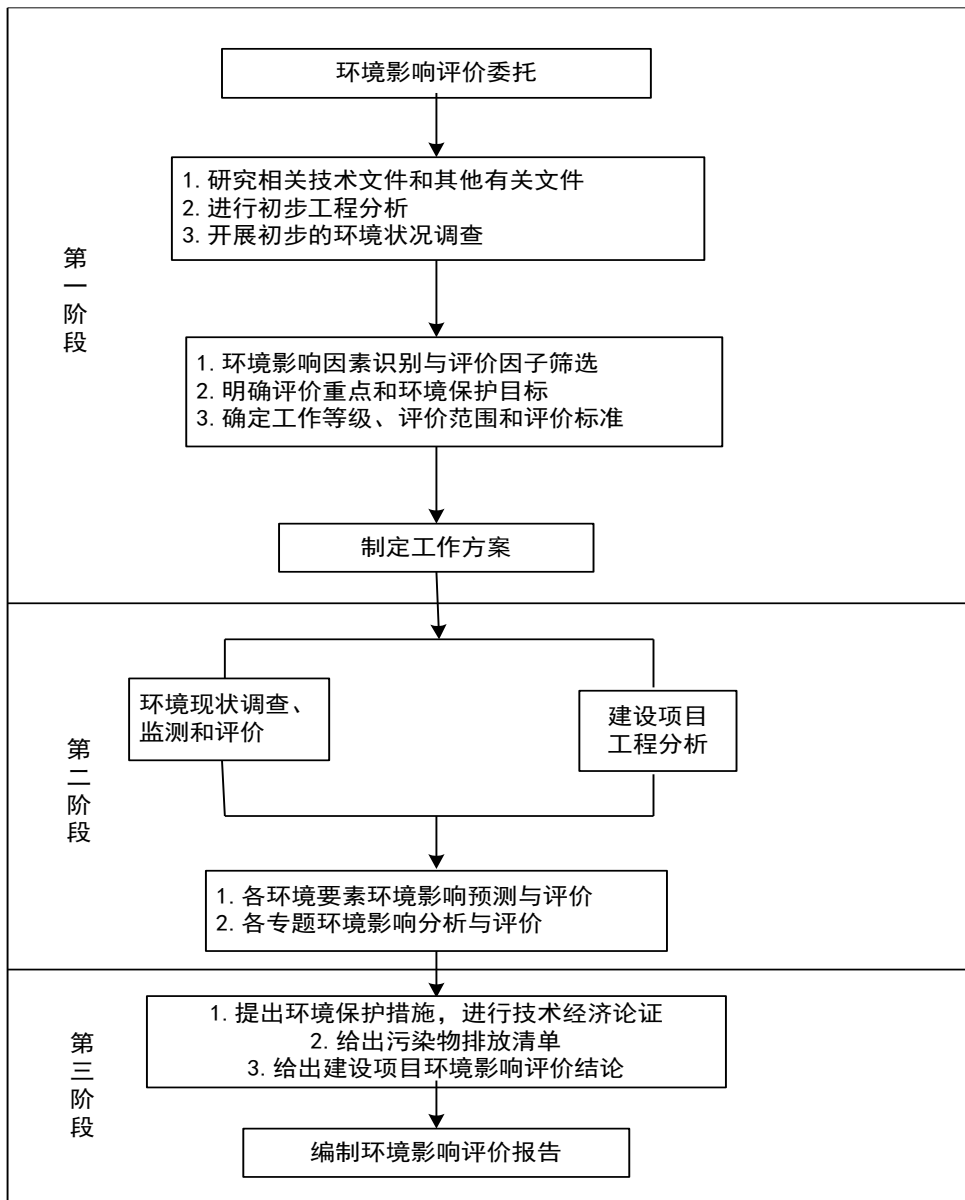 环境影响评价委托
1. 研究相关技术文件和其他有关文件
2. 进行初步工程分析
3. 开展初步的环境状况调查
第
一
阶
段
1. 环境影响因素识别与评价因子筛选
2. 明确评价重点和环境保护目标
3. 确定工作等级、评价范围和评价标准
制定工作方案
环境现状调查、
监测和评价
建设项目
工程分析
第
二
阶
段
1. 各环境要素环境影响预测与评价
2. 各专题环境影响分析与评价
第
三
阶
段
1. 提出环境保护措施，进行技术经济论证
2. 给出污染物排放清单
3. 给出建设项目环境影响评价结论
编制环境影响评价报告